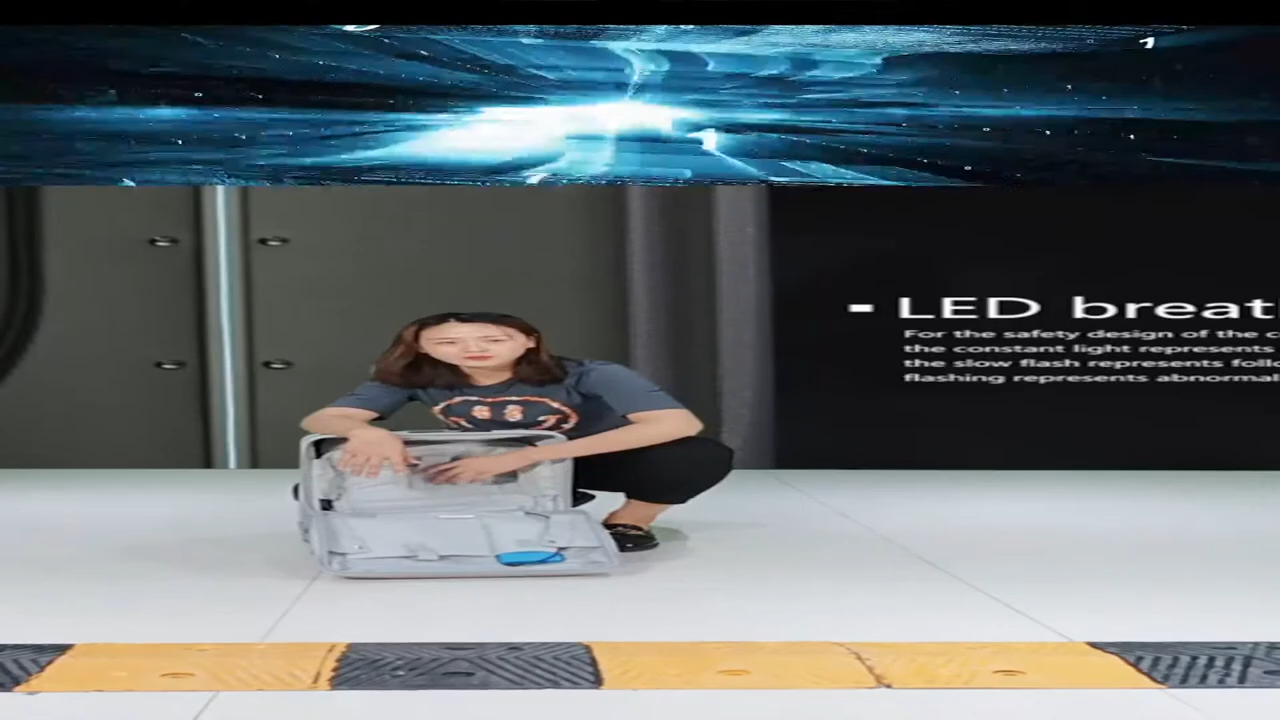 ▪ LED breat
For the safety design of the c
the constant light represents
the slow flash represents follo
flashing represents abnormal